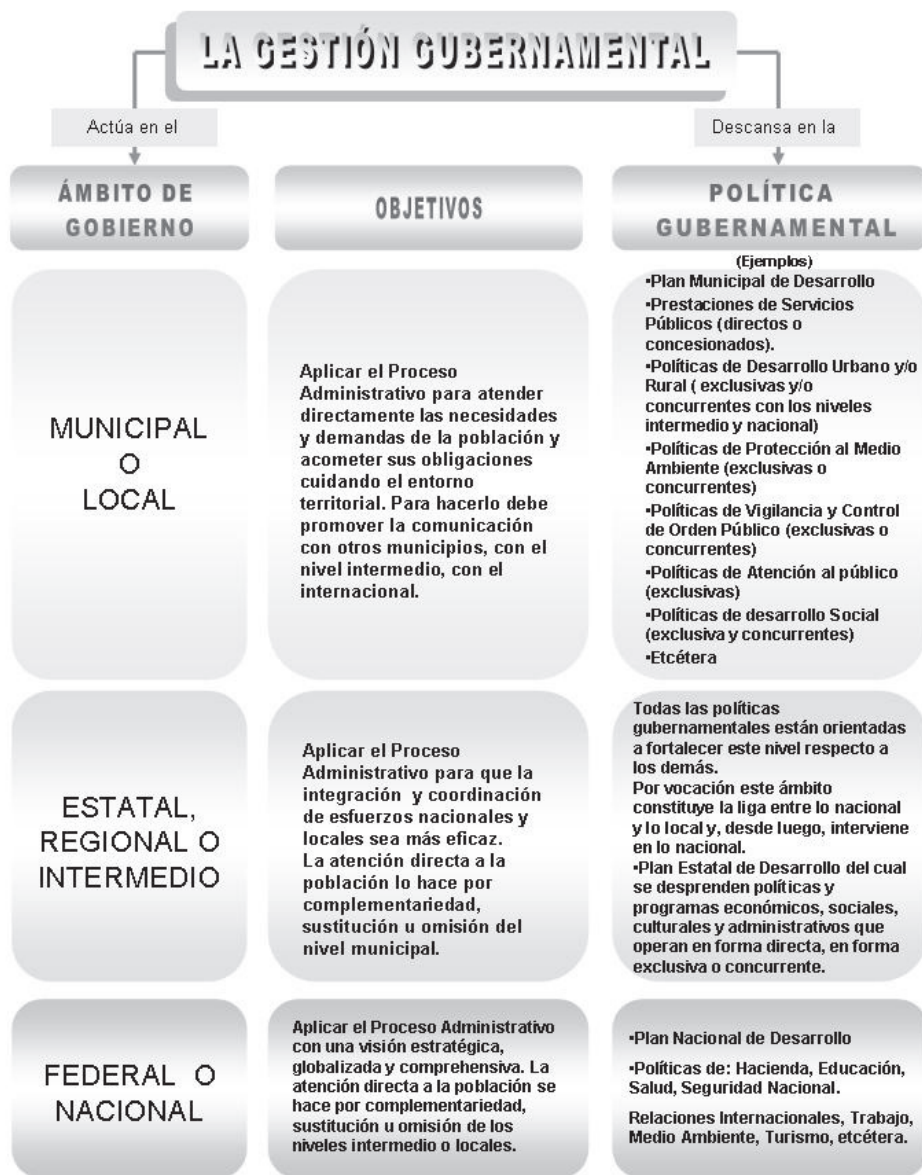 LA GESTIÓN GUBERNAMENTAL
Actúa en el
Descansa en la
ÁMBITO DE
GOBIERNO
OBJETIVOS
POLÍTICA
GUBERNAMENTAL
MUNICIPAL
O
LOCAL
Aplicar el Proceso
Administrativo para atender
directamente las necesidades
y demandas de la población y
acometer sus obligaciones
cuidando el entorno
territorial. Para hacerlo debe
promover la comunicación
con otros municipios, con el
nivel intermedio, con el
internacional.
(Ejemplos)
•Plan Municipal de Desarrollo
•Prestaciones de Servicios
Públicos (directos o
concesionados).
•Políticas de Desarrollo Urbano y/o
Rural ( exclusivas y/o
concurrentes con los niveles
intermedio y nacional)
•Políticas de Protección al Medio
Ambiente (exclusivas o
concurrentes)
•Políticas de Vigilancia y Control
de Orden Público (exclusivas o
concurrentes)
•Políticas de Atención al público
(exclusivas)
•Políticas de desarrollo Social
(exclusiva y concurrentes)
•Etcétera
ESTATAL,
REGIONAL O
INTERMEDIO
Aplicar el Proceso
Administrativo para que la
integración y coordinación
de esfuerzos nacionales y
locales sea más eficaz.
La atención directa a la
población lo hace por
complementariedad,
sustitución u omisión del
nivel municipal.
Todas las políticas
gubernamentales están orientadas
a fortalecer este nivel respecto a
los demás.
Por vocación este ámbito
constituye la liga entre lo nacional
y lo local y, desde luego, interviene
en lo nacional.
•Plan Estatal de Desarrollo del cual
se desprenden políticas y
programas económicos, sociales,
culturales y administrativos que
operan en forma directa, en forma
exclusiva o concurrente.
FEDERAL O
NACIONAL
Aplicar el Proceso Administrativo
con una visión estratégica,
globalizada y comprehensiva. La
atención directa a la población se
hace por complementariedad,
sustitución u omisión de los
niveles intermedio o locales.
•Plan Nacional de Desarrollo
•Políticas de: Hacienda, Educación,
Salud, Seguridad Nacional.
Relaciones Internacionales, Trabajo,
Medio Ambiente, Turismo, etcétera.